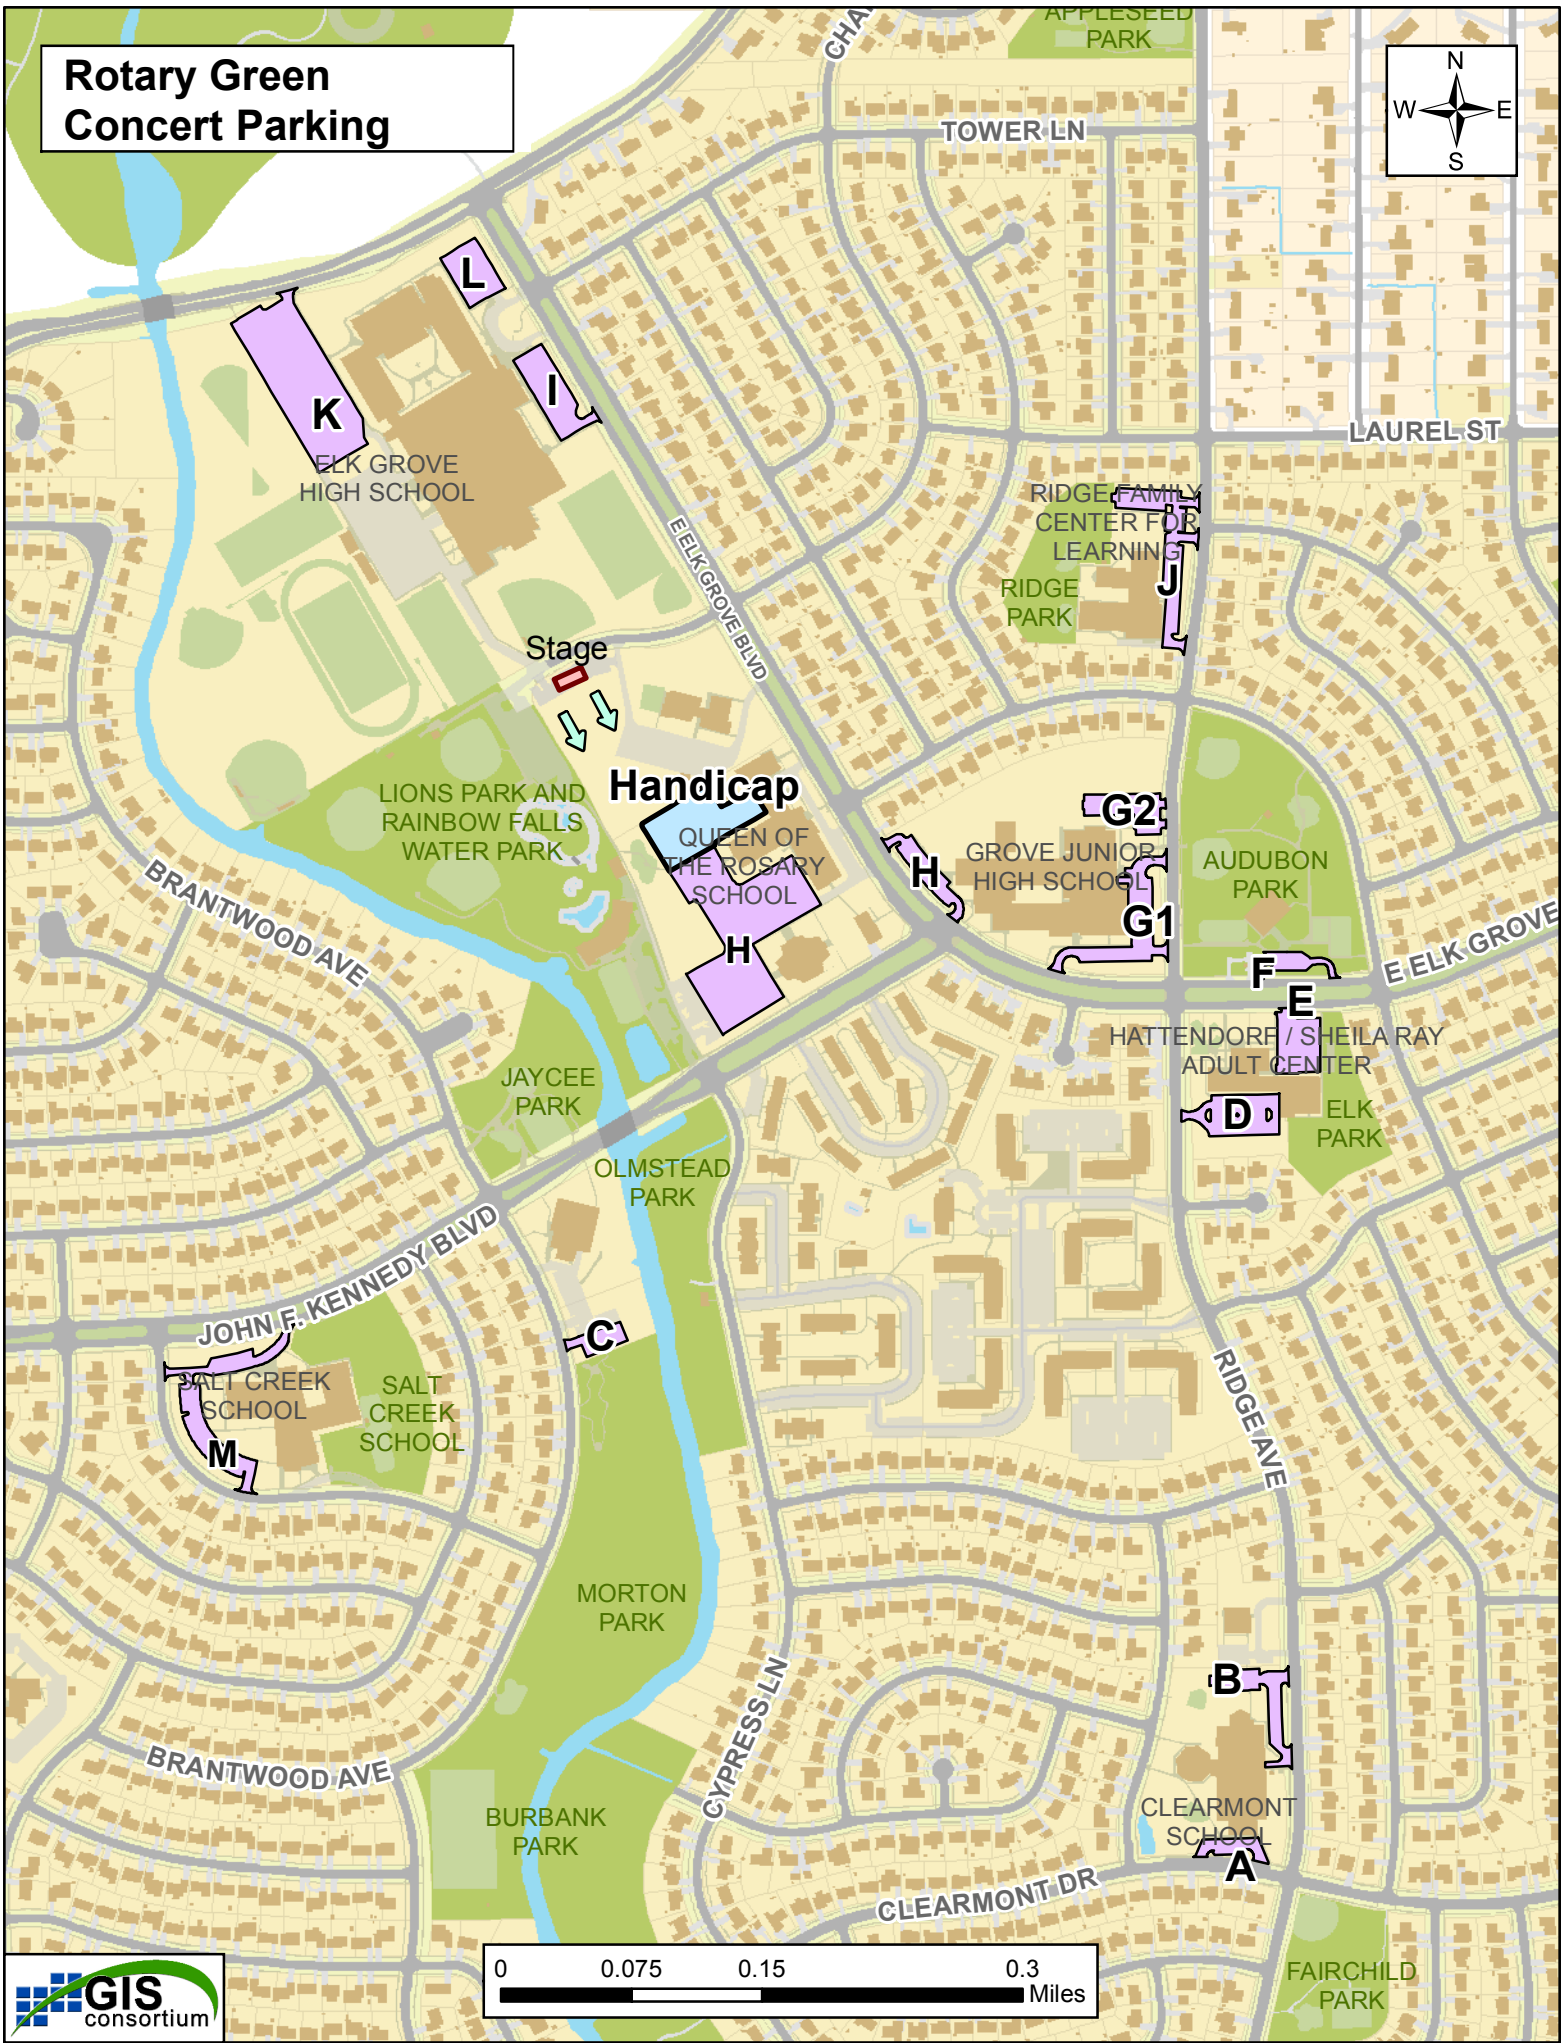 APPLESEED
PARK
Rotary Green
Concert Parking
N
W
E
S
TOWER LN
L
I
K
ELK GROVE
HIGH SCHOOL
LAUREL ST
RIDGE FAMILY
CENTER FOR
LEARNING
J
RIDGE
PARK
E ELK GROVE BLVD
Stage
Handicap
LIONS PARK AND
RAINBOW FALLS
WATER PARK
QUEEN OF
THE ROSARY
SCHOOL
H
H
GROVE JUNIOR
HIGH SCHOOL
G2
G1
AUDUBON
PARK
F
E
E ELK GROVE
BRANTWOOD AVE
HATTENDORF / SHEILA RAY
ADULT CENTER
D
ELK
PARK
JAYCEE
PARK
OLMSTEAD
PARK
JOHN F. KENNEDY BLVD
C
SALT CREEK
SCHOOL
SALT
CREEK
SCHOOL
M
RIDGE AVE
MORTON
PARK
CYPRESS LN
B
BRANTWOOD AVE
BURBANK
PARK
CLEARMONT
SCHOOL
A
CLEARMONT DR
FAIRCHILD
PARK
GIS
consortium
0 0.075 0.15 0.3
Miles